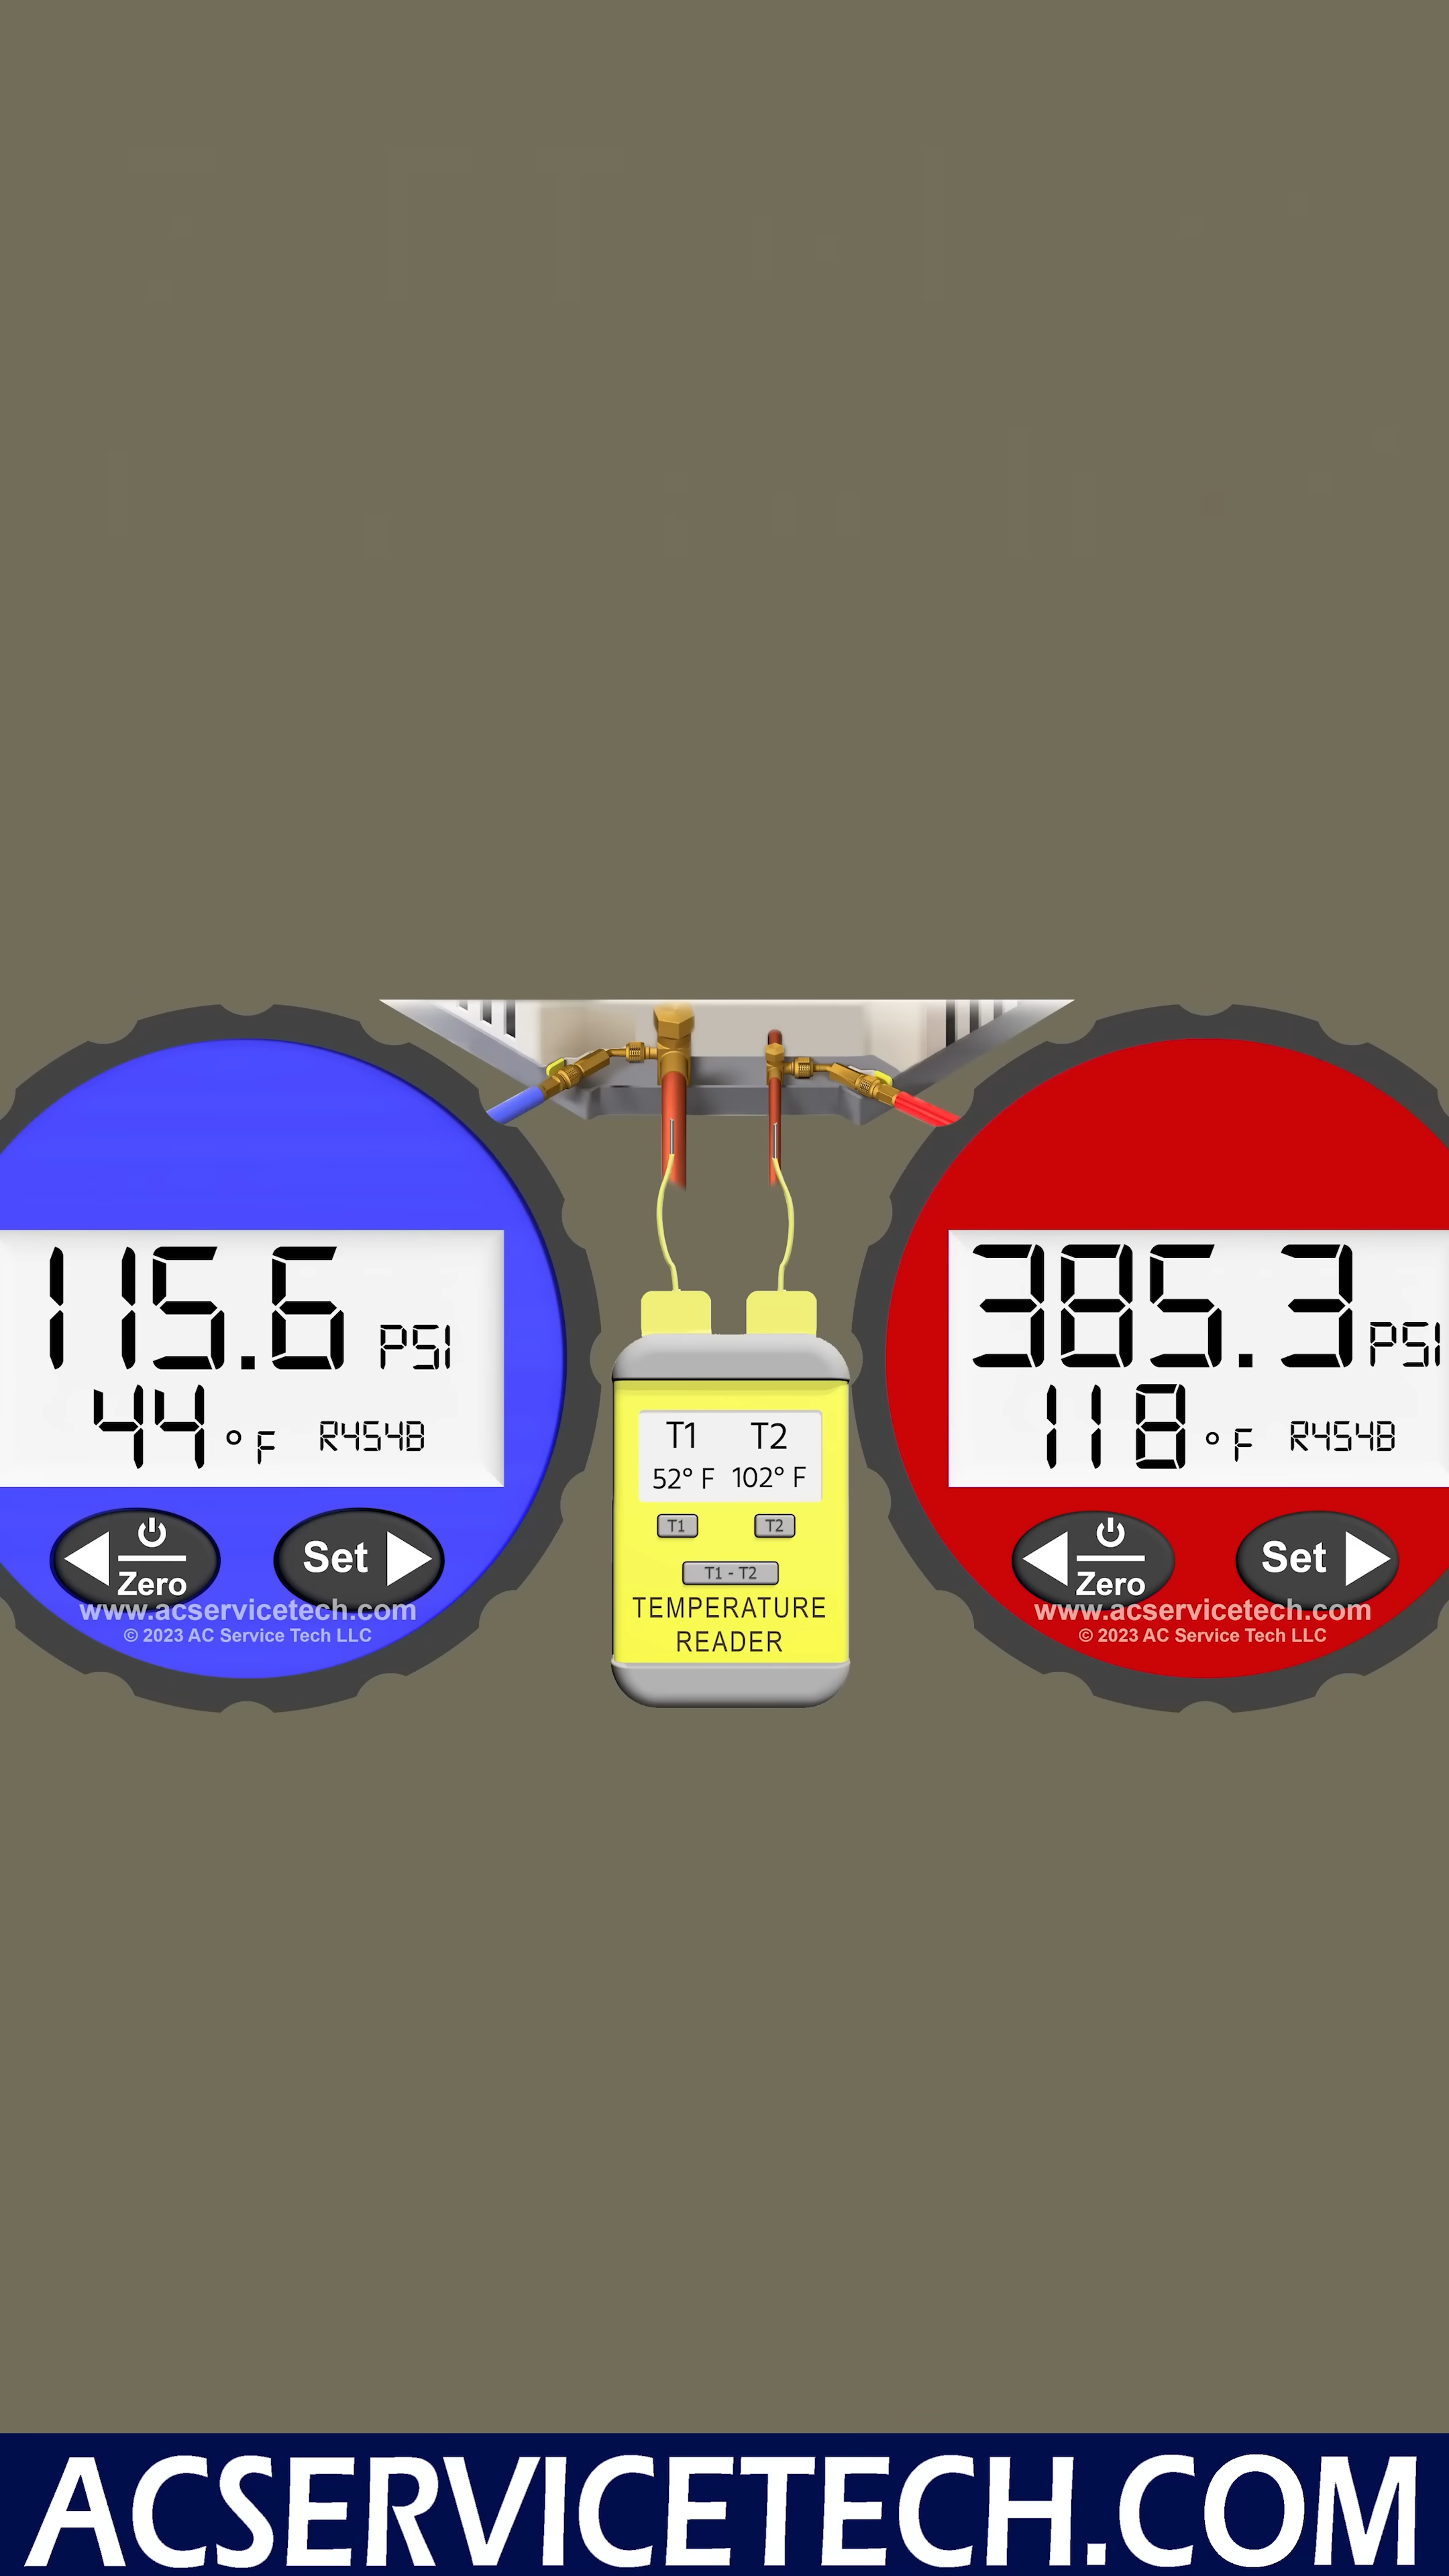 115.6 PSI
44 ° F R454B
Zero
Set
www.acservicetech.com
© 2023 AC Service Tech LLC
T1 T2
52° F 102° F
T1 T2
T1 - T2
TEMPERATURE
READER
385.3 PSI
118 ° F R454B
Zero
Set
www.acservicetech.com
© 2023 AC Service Tech LLC
ACSERVICETECH.COM